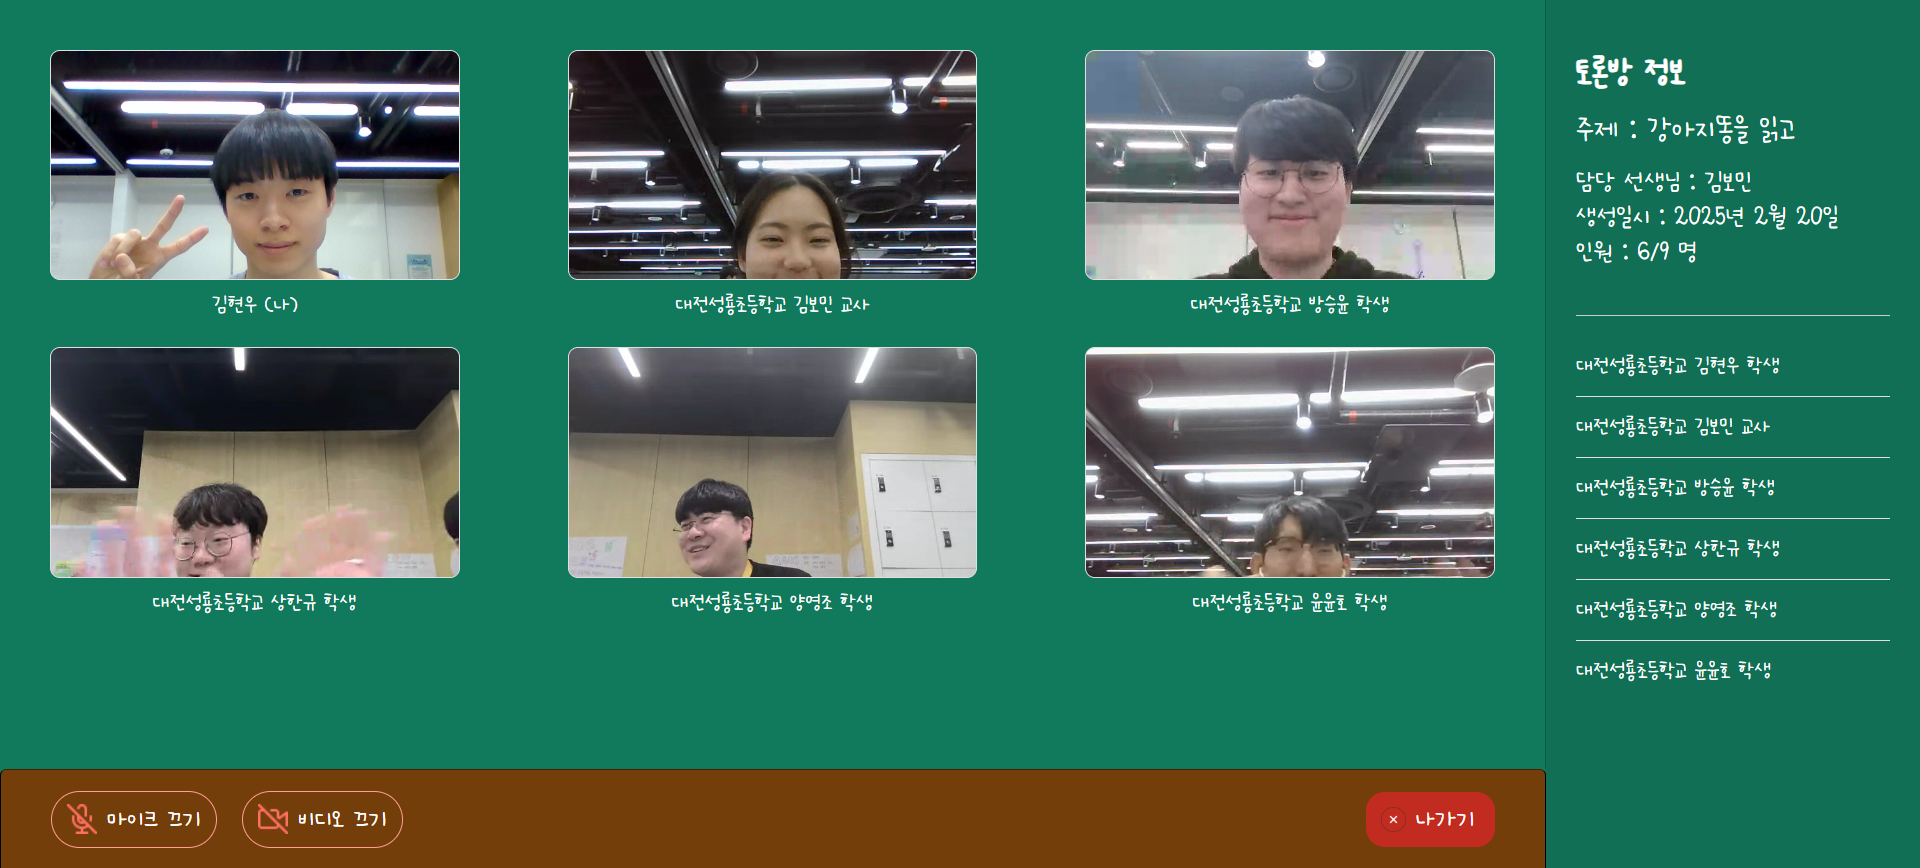 김현우 (나)
대전성룡초등학교 김보민 교사
대전성룡초등학교 방승윤 학생
대전성룡초등학교 상한규 학생
대전성룡초등학교 양영조 학생
대전성룡초등학교 윤윤호 학생
마이크 끄기
비디오 끄기
나가기
토론방 정보
주제 : 강아지똥을 읽고
담당 선생님 : 김보민
생성일시 : 2025년 2월 20일
인원 : 6/9 명
대전성룡초등학교 김현우 학생
대전성룡초등학교 김보민 교사
대전성룡초등학교 방승윤 학생
대전성룡초등학교 상한규 학생
대전성룡초등학교 양영조 학생
대전성룡초등학교 윤윤호 학생